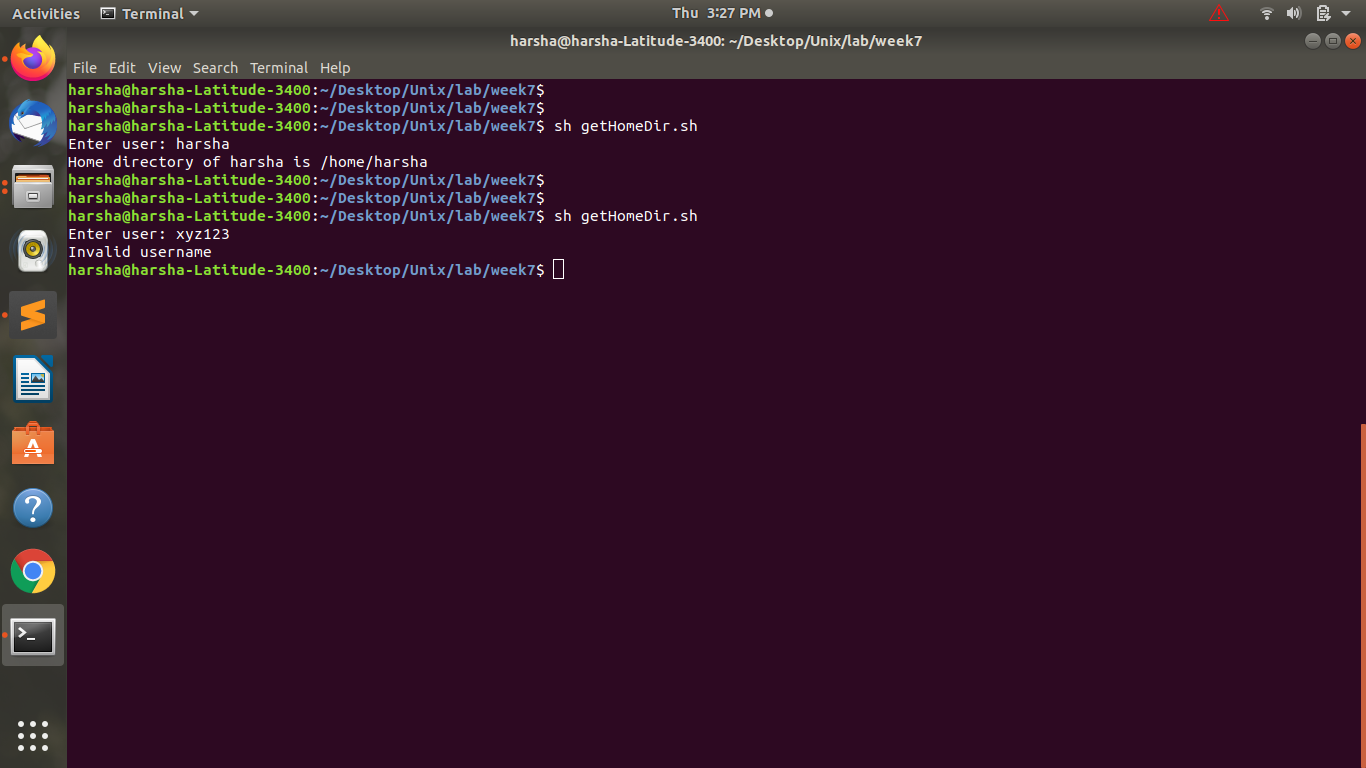 Activities Terminal Thu 3:27 PM
harsha@harsha-Latitude-3400: ~/Desktop/Unix/lab/week7
File Edit View Search Terminal Help
harsha@harsha-Latitude-3400:~/Desktop/Unix/lab/week7$
harsha@harsha-Latitude-3400:~/Desktop/Unix/lab/week7$
harsha@harsha-Latitude-3400:~/Desktop/Unix/lab/week7$ sh getHomeDir.sh
Enter user: harsha
Home directory of harsha is /home/harsha
harsha@harsha-Latitude-3400:~/Desktop/Unix/lab/week7$
harsha@harsha-Latitude-3400:~/Desktop/Unix/lab/week7$
harsha@harsha-Latitude-3400:~/Desktop/Unix/lab/week7$ sh getHomeDir.sh
Enter user: xyz123
Invalid username
harsha@harsha-Latitude-3400:~/Desktop/Unix/lab/week7$